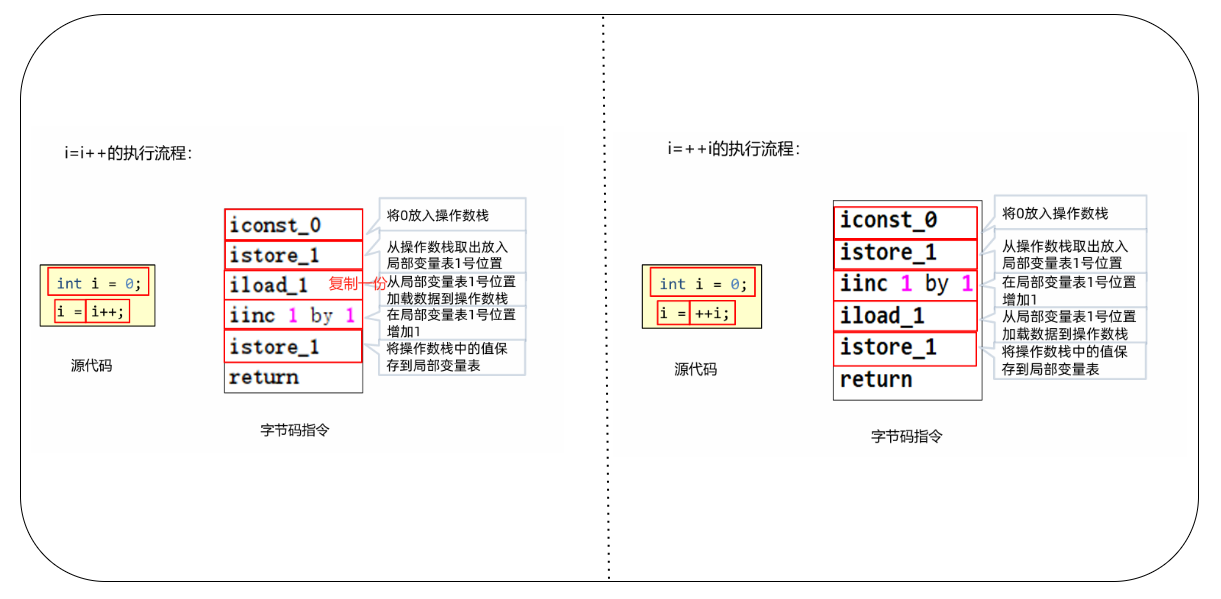 i=i++的执行流程：
int i = 0;
i = i++;
源代码
iconst_0
istore_1
iload_1
复制一份
iinc 1 by 1
istore_1
return
字节码指令
将0放入操作数栈
从操作数栈取出放入
局部变量表1号位置
从局部变量表1号位置
加载数据到操作数栈
在局部变量表1号位置
增加1
将操作数栈中的值保
存到局部变量表
i=++i的执行流程：
int i = 0;
i = ++i;
源代码
iconst_0
istore_1
iinc 1 by 1
iload_1
istore_1
return
字节码指令
将0放入操作数栈
从操作数栈取出放入
局部变量表1号位置
在局部变量表1号位置
增加1
从局部变量表1号位置
加载数据到操作数栈
将操作数栈中的值保
存到局部变量表